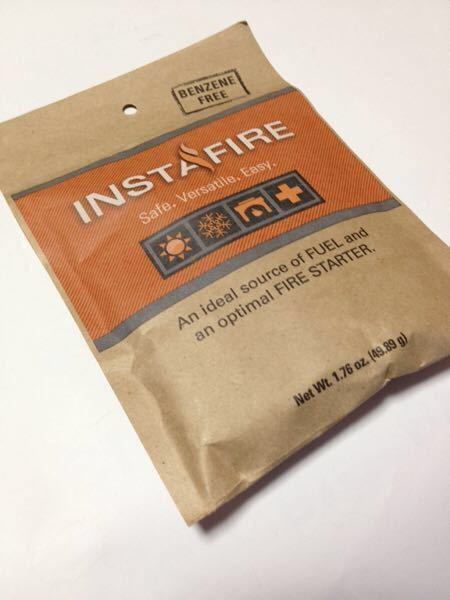 BENZENE
FREE
INSTAFIRE
Safe. Versatile. Easy.
An ideal source of FUEL and
an optimal FIRE STARTER.
Net Wt. 1.76 oz. (49.89 g)